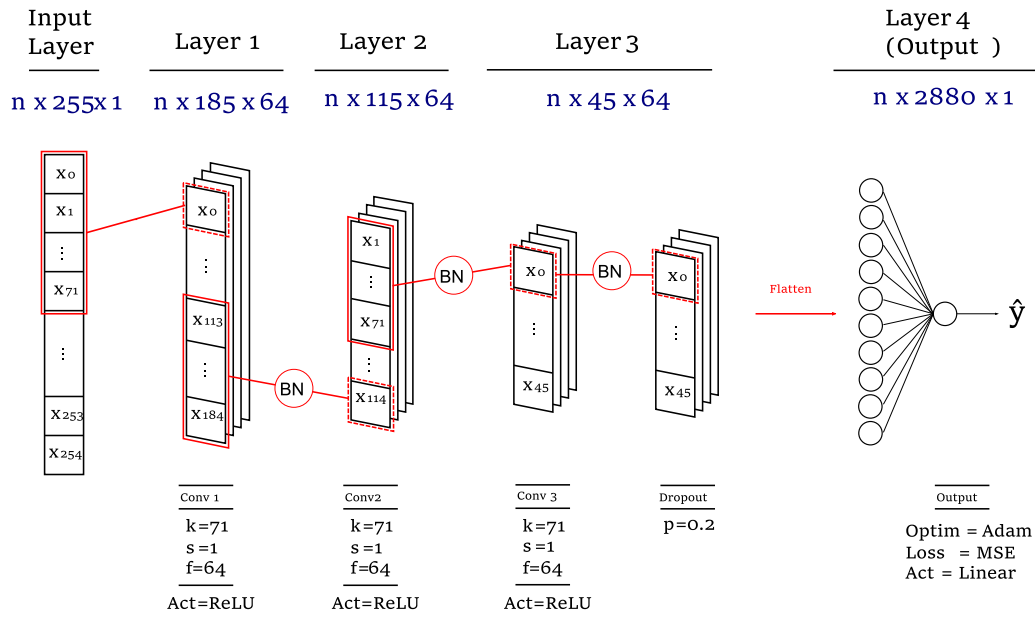 Input
Layer
Layer 1
Layer 2
Layer 3
Layer 4
(Output )
n x 255x 1
n x 185 x 64
n x 115 x 64
n x 45 x 64
n x 2880 x 1
x0
x1
⋮
x71
⋮
x253
x254
x0
⋮
x113
⋮
x184
BN
x1
⋮
x71
⋮
x114
BN
x0
⋮
x45
BN
x0
⋮
x45
Flatten
ŷ
Conv 1
k=71
s=1
f=64
Act=ReLU
Conv2
k=71
s=1
f=64
Act=ReLU
Conv 3
k=71
s=1
f=64
Act=ReLU
Dropout
p=0.2
Output
Optim = Adam
Loss = MSE
Act = Linear